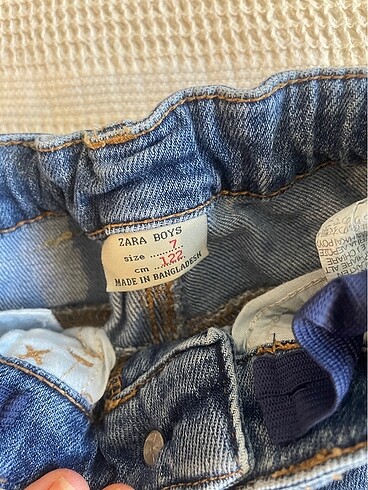 ZARA BOYS
size ......... 7
cm ... 122
MADE IN BANGLADESH